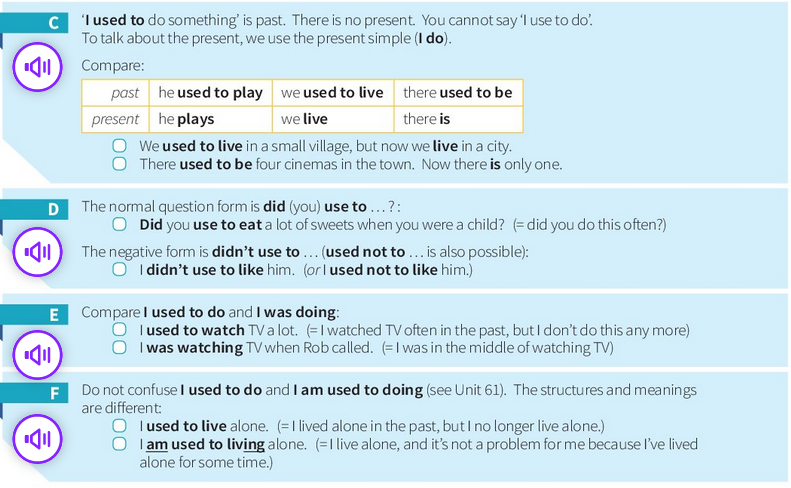 C
‘I used to do something’ is past. There is no present. You cannot say ‘I use to do’.
To talk about the present, we use the present simple (I do).
Compare:
past he used to play we used to live there used to be
present he plays we live there is
We used to live in a small village, but now we live in a city.
There used to be four cinemas in the town. Now there is only one.
D
The normal question form is did (you) use to … ? :
Did you use to eat a lot of sweets when you were a child? (= did you do this often?)
The negative form is didn’t use to … (used not to … is also possible):
I didn’t use to like him. (or I used not to like him.)
E
Compare I used to do and I was doing:
I used to watch TV a lot. (= I watched TV often in the past, but I don’t do this any more)
I was watching TV when Rob called. (= I was in the middle of watching TV)
F
Do not confuse I used to do and I am used to doing (see Unit 61). The structures and meanings
are different:
I used to live alone. (= I lived alone in the past, but I no longer live alone.)
I am used to living alone. (= I live alone, and it’s not a problem for me because I’ve lived
alone for some time.)